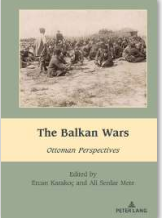 The Balkan Wars
Ottoman Perspectives
Edited by
Ercan Karakoç and Ali Serdar Mete
PETER LANG